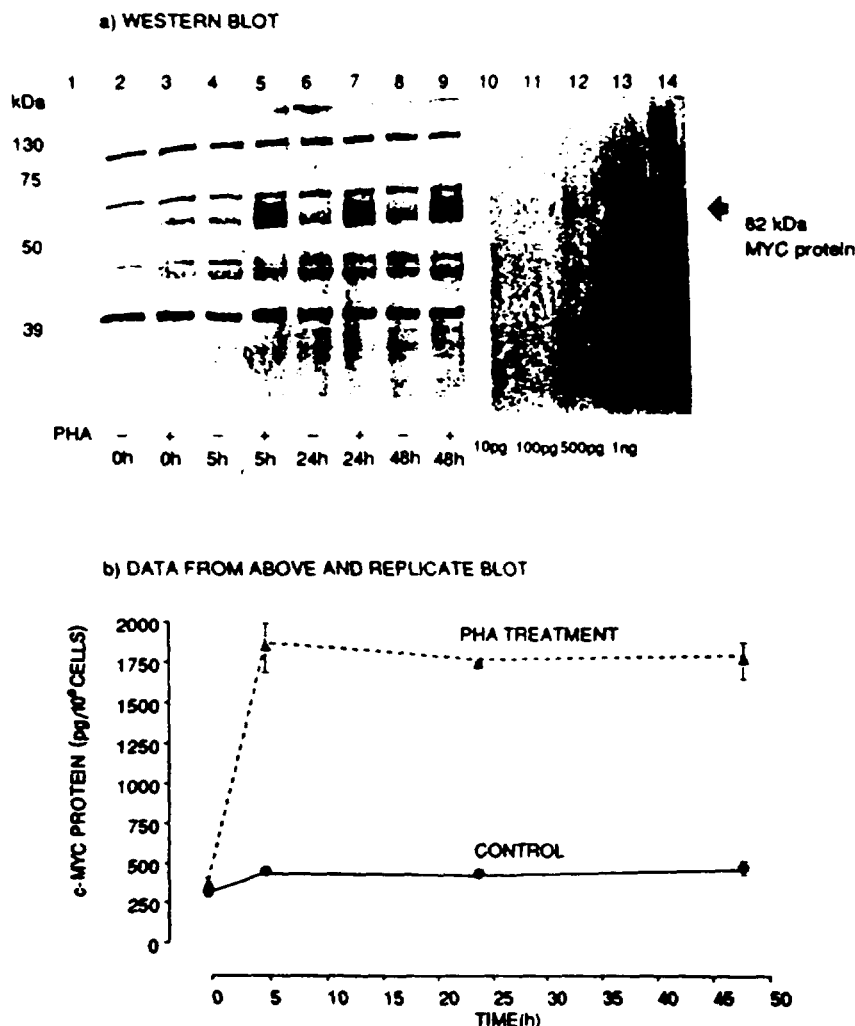 a) WESTERN BLOT
1 2 3 4 5 6 7 8 9 10 11 12 13 14
kDa
130
75
62 kDa
MYC protein
50
39
PHA - + - + - + - +
0h 0h 5h 5h 24h 24h 48h 48h 10pg 100pg 500pg 1ng
b) DATA FROM ABOVE AND REPLICATE BLOT
c-MYC PROTEIN (pg/10⁶CELLS)
2000
1750
1500
1250
1000
750
500
250
0
PHA TREATMENT
CONTROL
0 5 10 15 20 25 30 35 40 45 50
TIME(h)